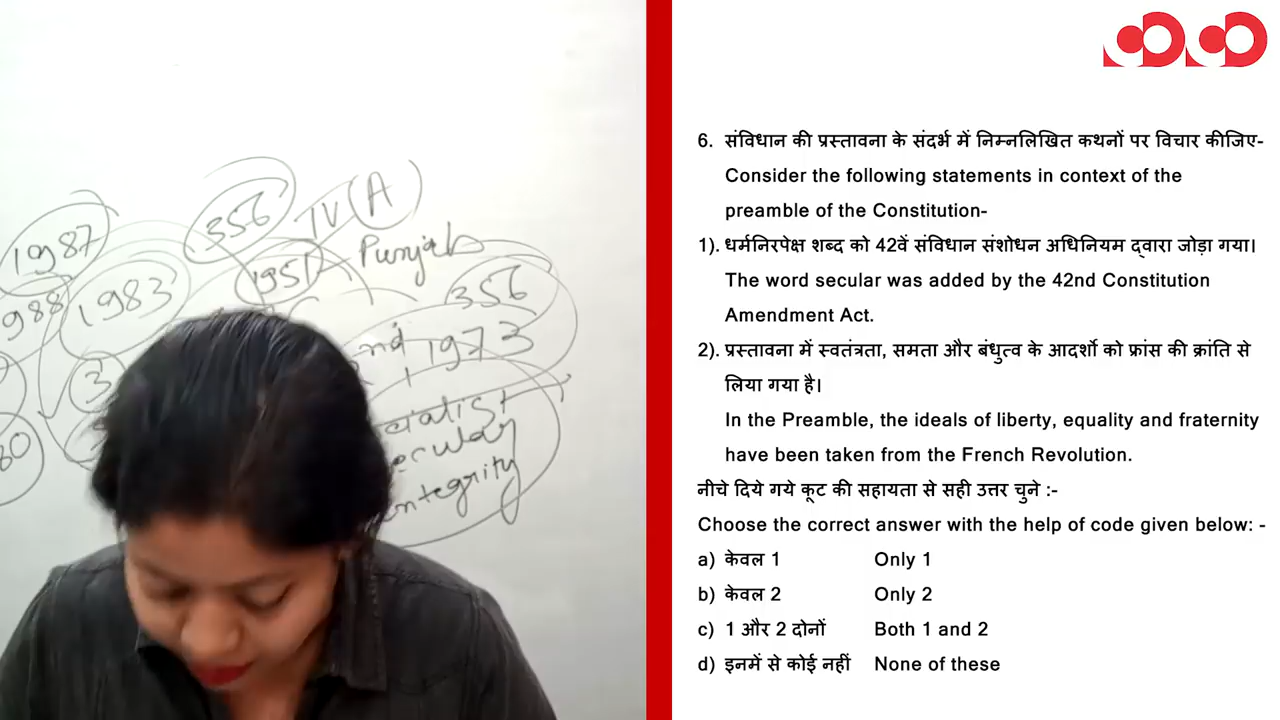 1987
356
IV (A)
1951 - Punjab
1983
356
3
1973
Integrity
6. संविधान की प्रस्तावना के संदर्भ में निम्नलिखित कथनों पर विचार कीजिए-
Consider the following statements in context of the
preamble of the Constitution-
1). धर्मनिरपेक्ष शब्द को 42वें संविधान संशोधन अधिनियम द्वारा जोड़ा गया।
The word secular was added by the 42nd Constitution
Amendment Act.
2). प्रस्तावना में स्वतंत्रता, समता और बंधुत्व के आदर्शो को फ्रांस की क्रांति से
लिया गया है।
In the Preamble, the ideals of liberty, equality and fraternity
have been taken from the French Revolution.
नीचे दिये गये कूट की सहायता से सही उत्तर चुने :-
Choose the correct answer with the help of code given below: -
a) केवल 1 Only 1
b) केवल 2 Only 2
c) 1 और 2 दोनों Both 1 and 2
d) इनमें से कोई नहीं None of these